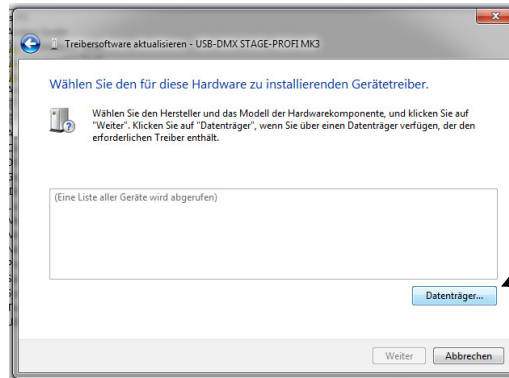 Treibersoftware aktualisieren - USB-DMX STAGE-PROFI MK3
Wählen Sie den für diese Hardware zu installierenden Gerätetreiber.
Wählen Sie den Hersteller und das Modell der Hardwarekomponente, und klicken Sie auf
"Weiter". Klicken Sie auf "Datenträger", wenn Sie über einen Datenträger verfügen, der den
erforderlichen Treiber enthält.
(Eine Liste aller Geräte wird abgerufen)
Datenträger...
Weiter
Abbrechen